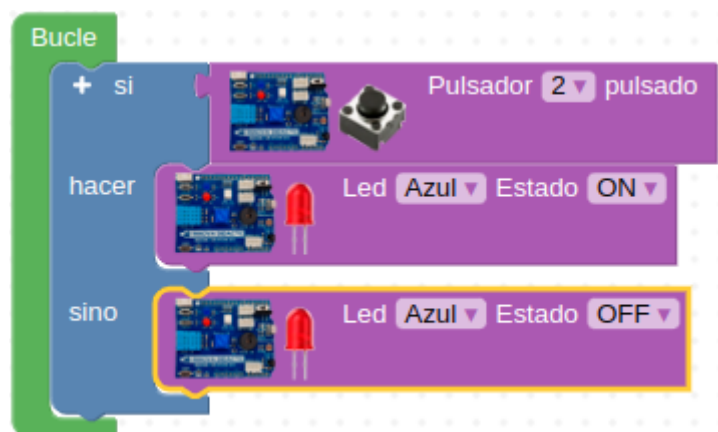 Bucle
+ si Pulsador 2 pulsado
hacer Led Azul Estado ON
sino Led Azul Estado OFF